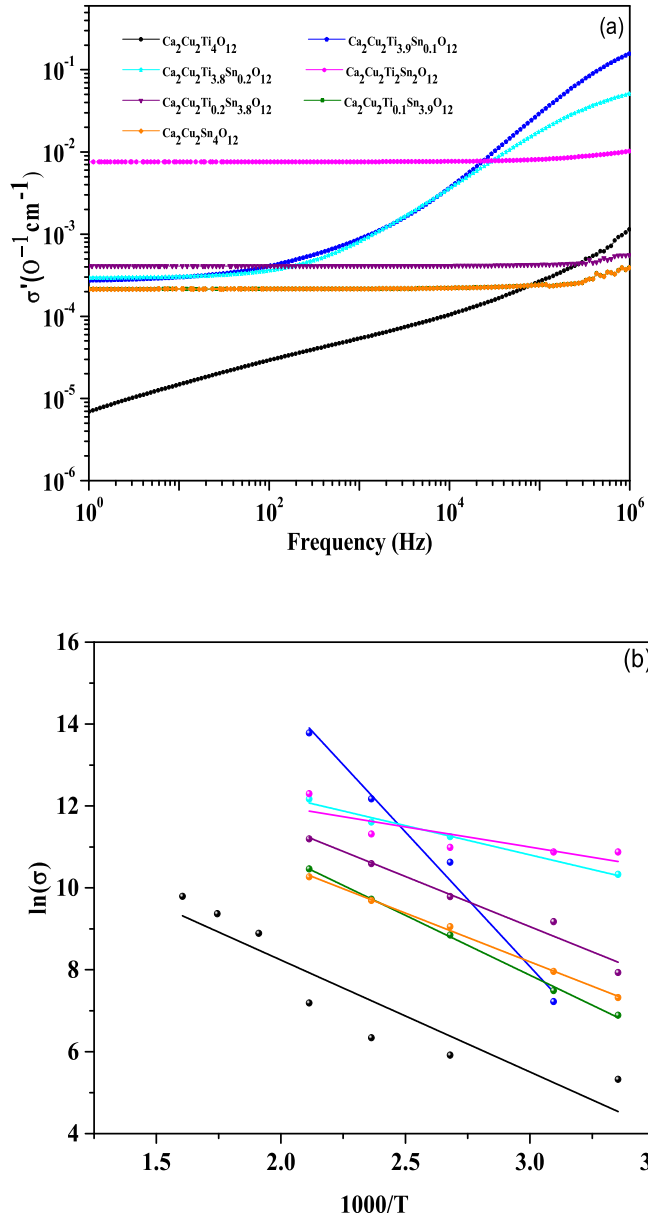 (a)
Ca₂Cu₂Ti₄O₁₂ Ca₂Cu₂Ti₃.₉Sn₀.₁O₁₂
Ca₂Cu₂Ti₃.₈Sn₀.₂O₁₂ Ca₂Cu₂Ti₂Sn₂O₁₂
Ca₂Cu₂Ti₀.₂Sn₃.₈O₁₂ Ca₂Cu₂Ti₀.₁Sn₃.₉O₁₂
Ca₂Cu₂Sn₄O₁₂
10⁻¹
10⁻²
10⁻³
10⁻⁴
10⁻⁵
10⁻⁶
σ'(O⁻¹cm⁻¹)
10⁰ 10² 10⁴ 10⁶
Frequency (Hz)
(b)
16
14
12
10
8
6
4
ln(σ)
1.5 2.0 2.5 3.0 3
1000/T